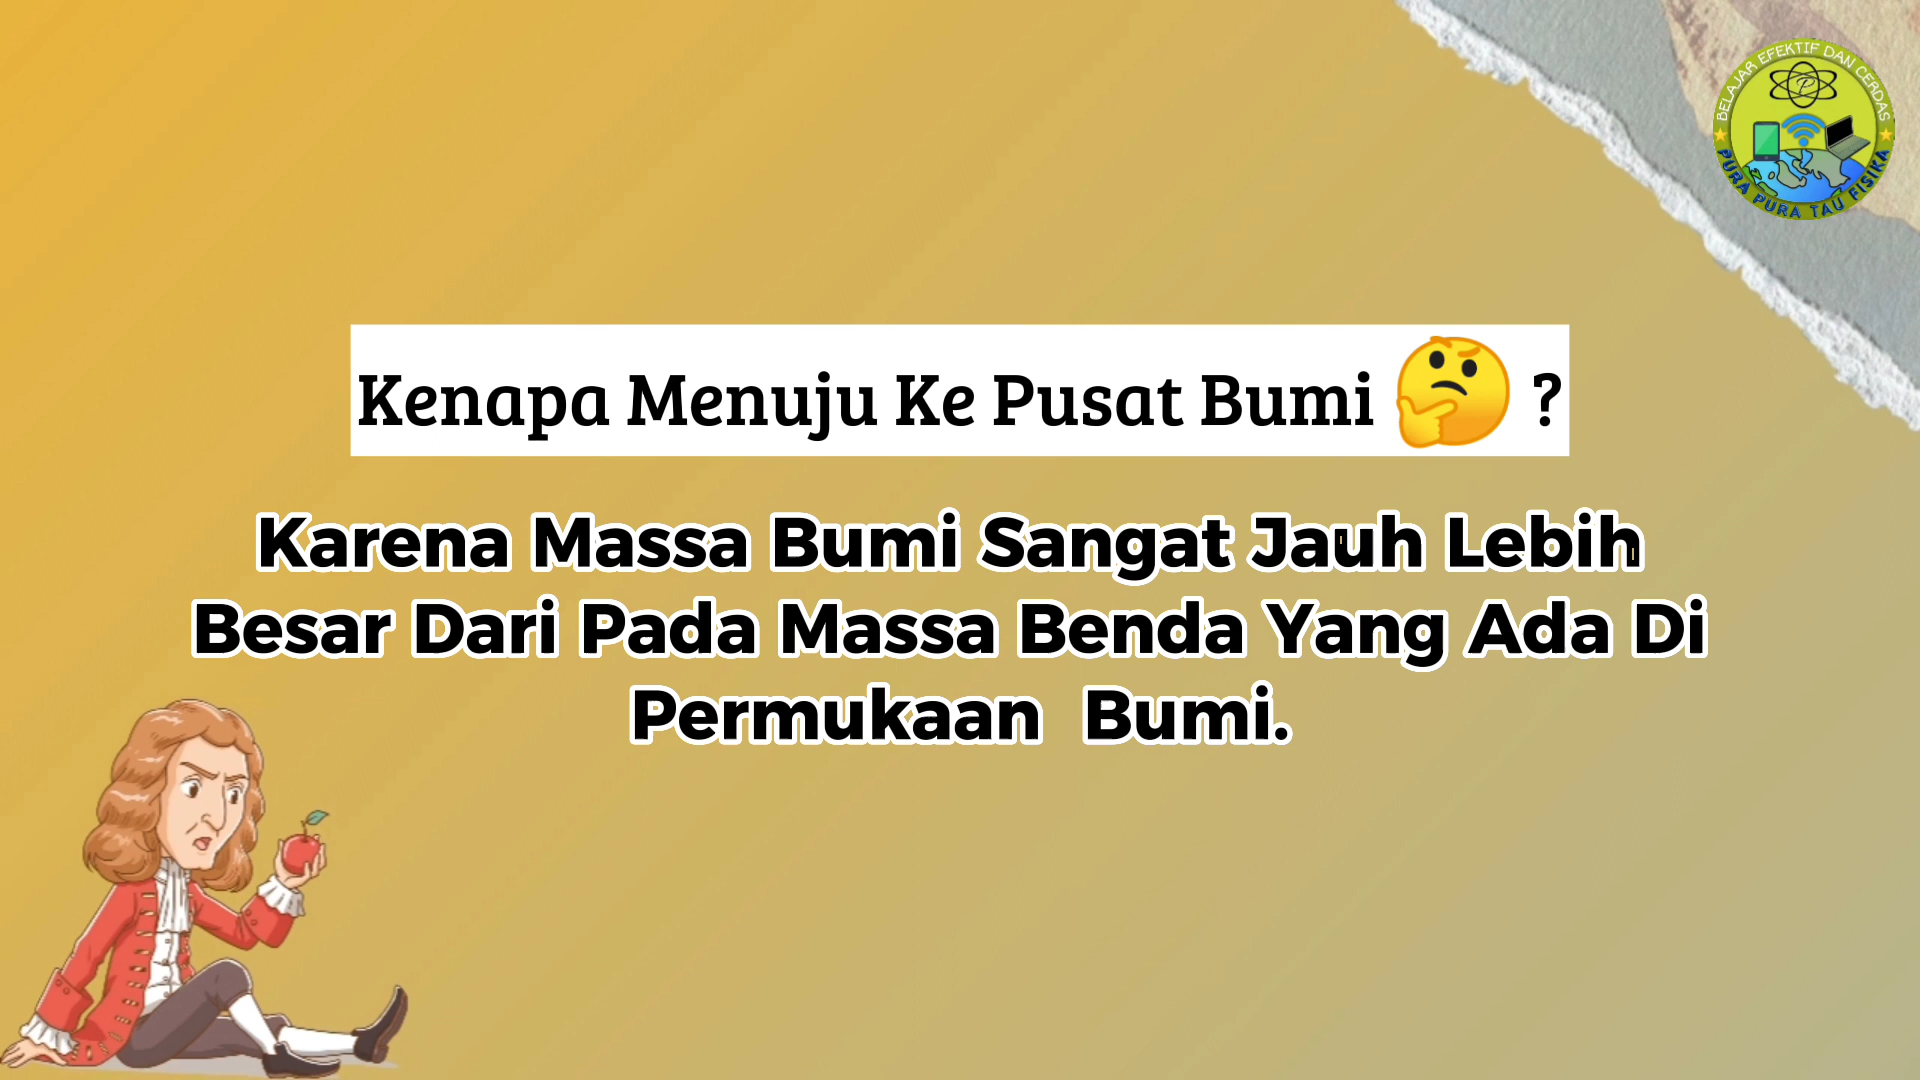 BELAJAR EFEKTIF DAN CERDAS
P
PURA PURA TAU FISIKA
Kenapa Menuju Ke Pusat Bumi 🤔 ?
Karena Massa Bumi Sangat Jauh Lebih
Besar Dari Pada Massa Benda Yang Ada Di
Permukaan Bumi.